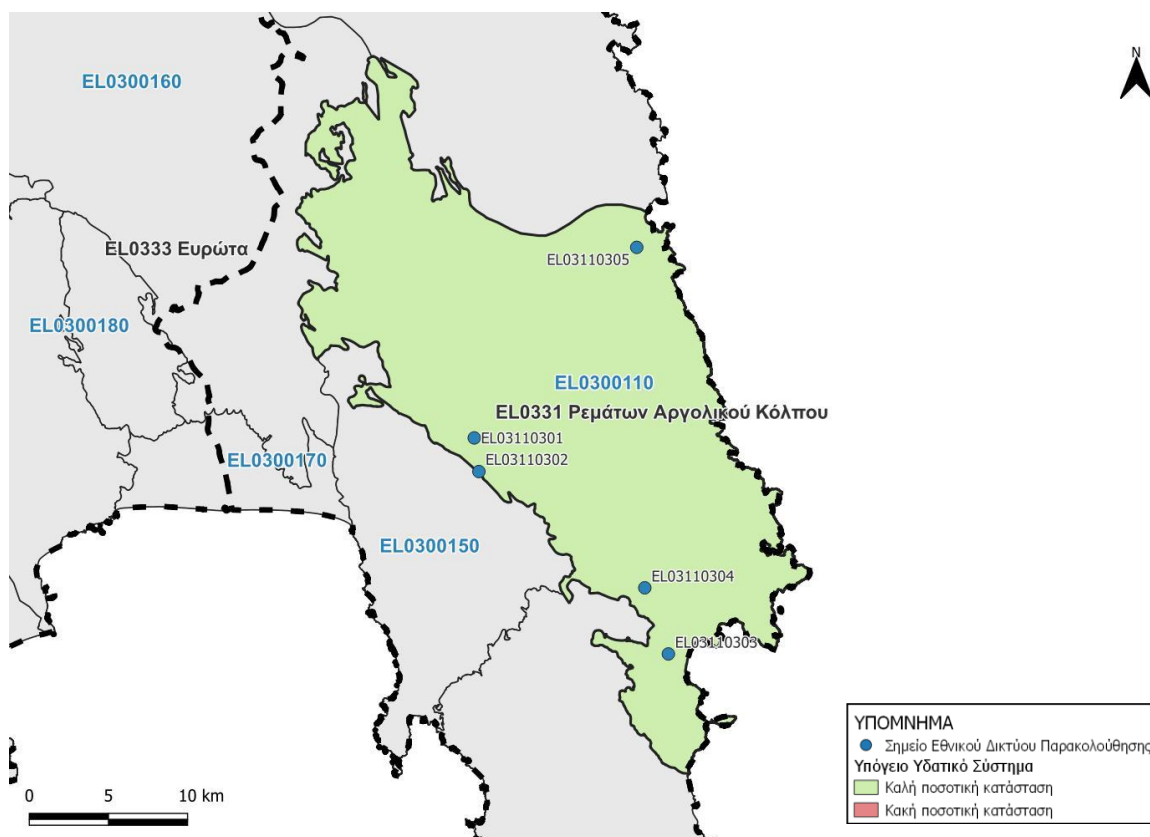 N
EL0300160
EL0333 Ευρώτα
EL03110305
EL0300180
EL0300110
EL0331 Ρεμάτων Αργολικού Κόλπου
EL03110301
EL03110302
EL0300170
EL0300150
EL03110304
EL03110303
ΥΠΟΜΝΗΜΑ
Σημείο Εθνικού Δικτύου Παρακολούθησης
Υπόγειο Υδατικό Σύστημα
Καλή ποσοτική κατάσταση
Κακή ποσοτική κατάσταση
0 5 10 km